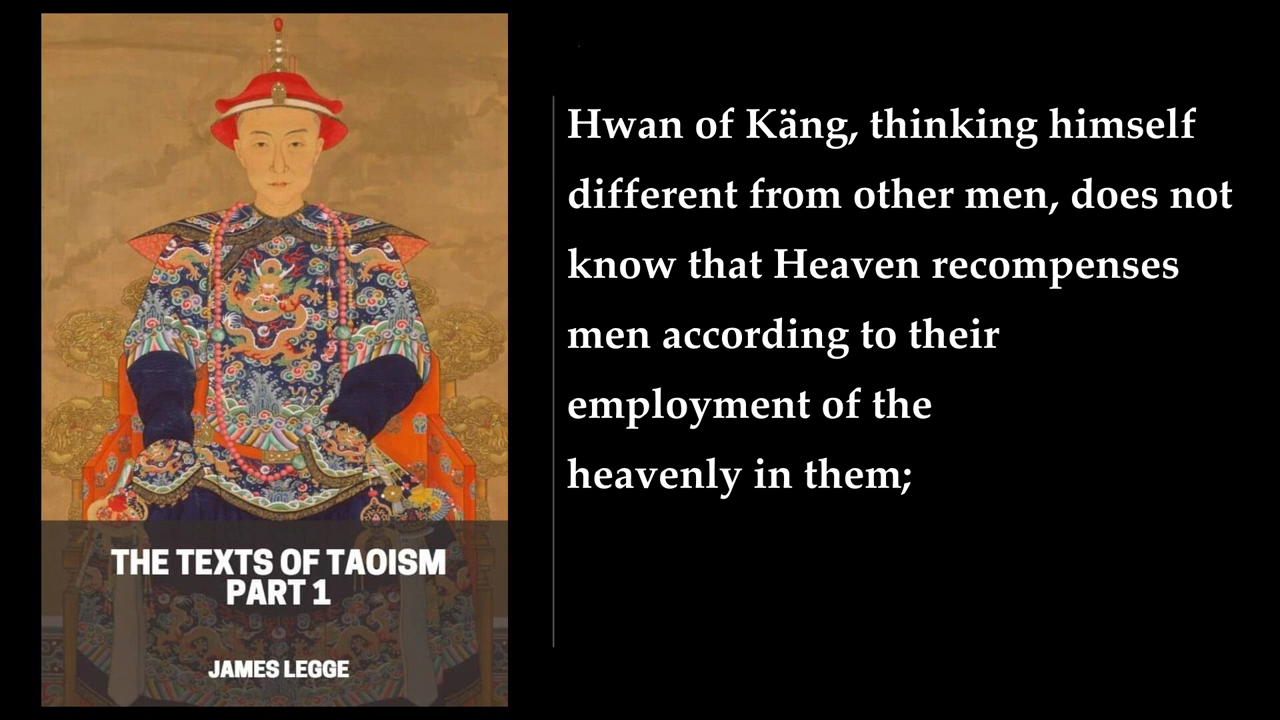 THE TEXTS OF TAOISM
PART 1
JAMES LEGGE
Hwan of Käng, thinking himself
different from other men, does not
know that Heaven recompenses
men according to their
employment of the
heavenly in them;